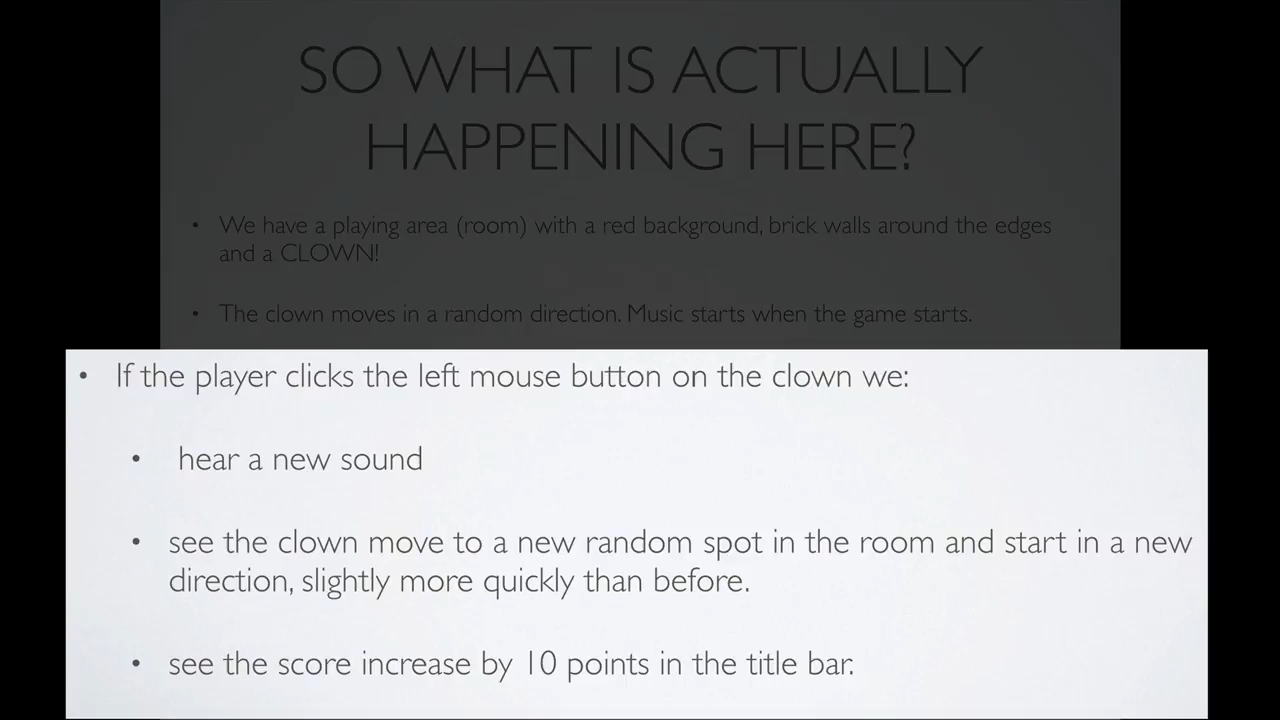 SO WHAT IS ACTUALLY
HAPPENING HERE?
• We have a playing area (room) with a red background, brick walls around the edges
and a CLOWN!
• The clown moves in a random direction. Music starts when the game starts.
• If the player clicks the left mouse button on the clown we:
• hear a new sound
• see the clown move to a new random spot in the room and start in a new
direction, slightly more quickly than before.
• see the score increase by 10 points in the title bar.